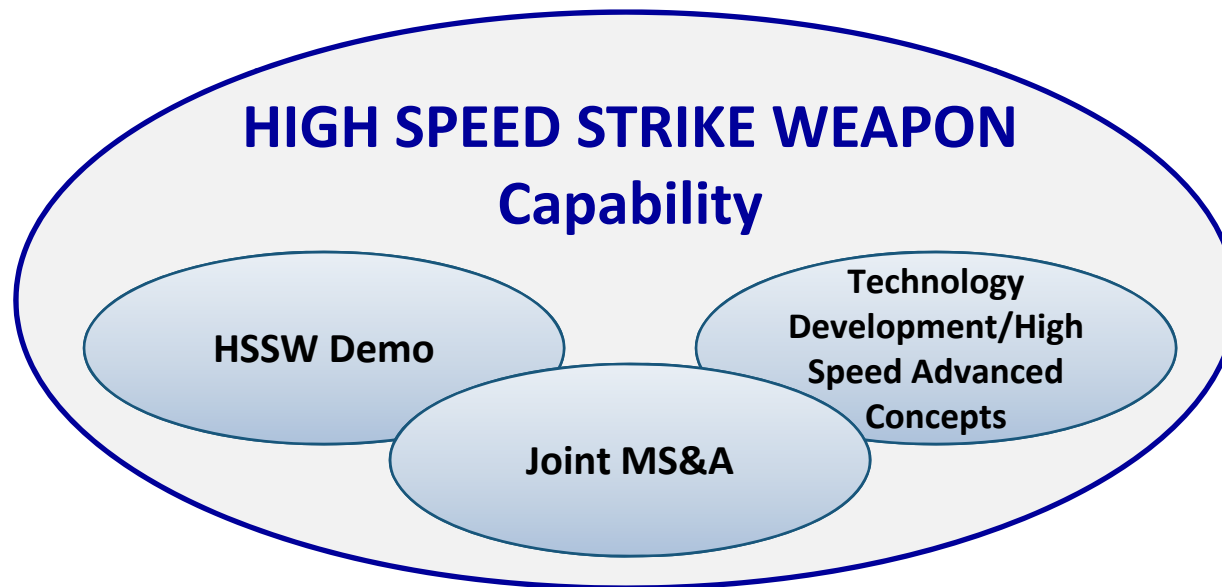 HIGH SPEED STRIKE WEAPON
Capability
HSSW Demo
Technology
Development/High
Speed Advanced
Concepts
Joint MS&A